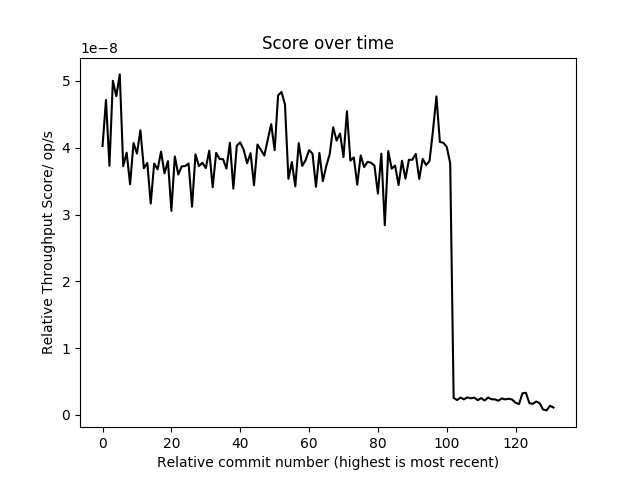 Score over time
1e−8
5
4
3
2
1
0
Relative Throughput Score/ op/s
0 20 40 60 80 100 120
Relative commit number (highest is most recent)